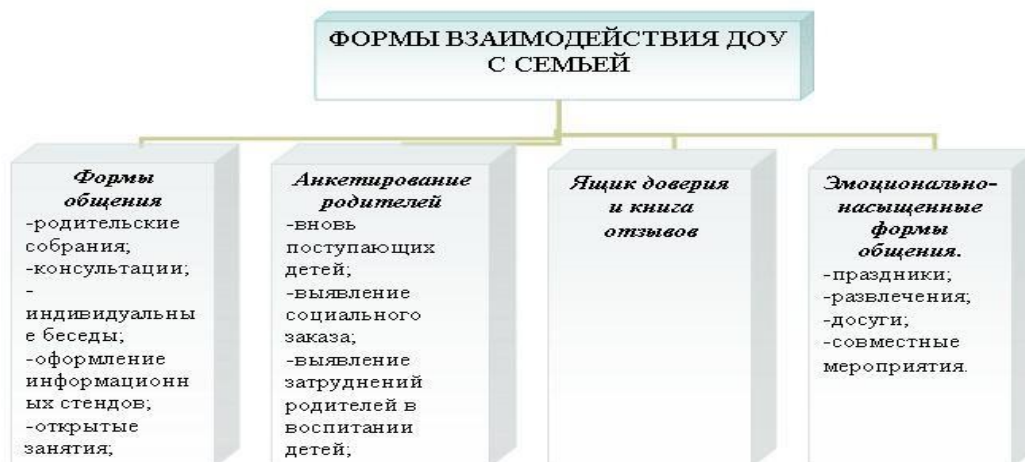 ФОРМЫ ВЗАИМОДЕЙСТВИЯ ДОУ
С СЕМЬЕЙ
Формы
общения
-родительские
собрания;
-консультации;
-
индивидуальны
е беседы;
-оформление
информационн
ых стендов;
-открытые
занятия;
Анкетирование
родителей
-вновь
поступающих
детей;
-выявление
социального
заказа;
-выявление
затруднений
родителей в
воспитании
детей;
Ящик доверия
и книга
отзывов
Эмоционально-
насыщенные
формы
общения.
-праздники;
-развлечения;
-досуги;
-совместные
мероприятия.